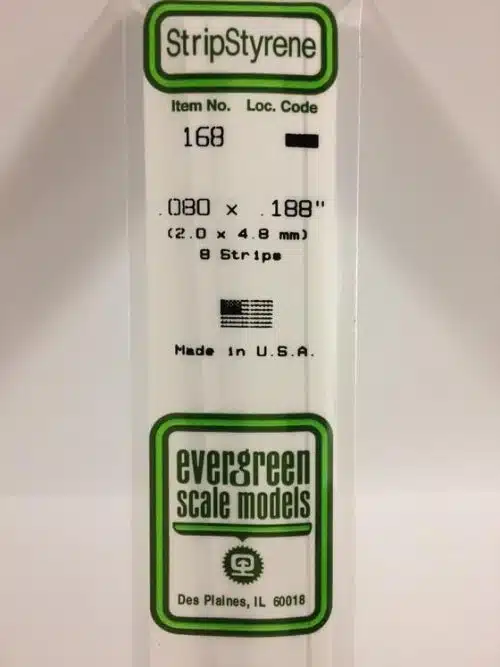 StripStyrene
Item No. Loc. Code
168
.080 x .188"
(2.0 x 4.8 mm)
8 Strips
Made in U.S.A.
evergreen
scale models
Des Plaines, IL 60018